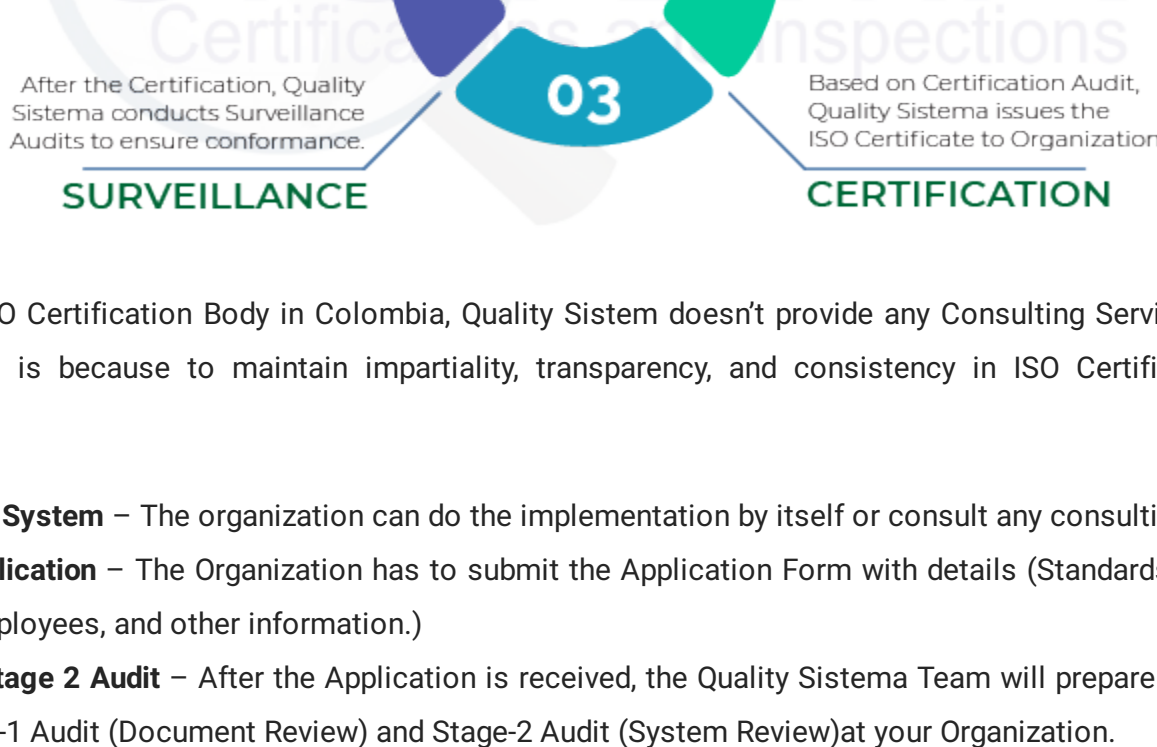 Certifications and Inspections
After the Certification, Quality
Sistema conducts Surveillance
Audits to ensure conformance.
SURVEILLANCE
03
Based on Certification Audit,
Quality Sistema issues the
ISO Certificate to Organization
CERTIFICATION
O Certification Body in Colombia, Quality Sistem doesn’t provide any Consulting Servi
is because to maintain impartiality, transparency, and consistency in ISO Certifi
System – The organization can do the implementation by itself or consult any consulti
lication – The Organization has to submit the Application Form with details (Standards
ployees, and other information.)
tage 2 Audit – After the Application is received, the Quality Sistema Team will prepare
-1 Audit (Document Review) and Stage-2 Audit (System Review)at your Organization.